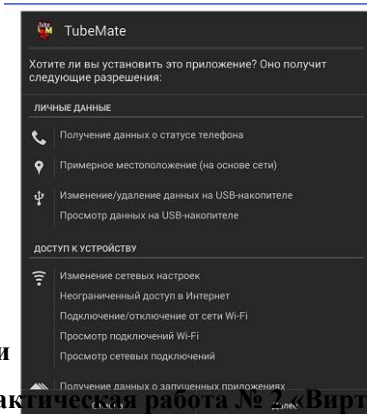 TubeMate
Хотите ли вы установить это приложение? Оно получит
следующие разрешения:
ЛИЧНЫЕ ДАННЫЕ
Получение данных о статусе телефона
Примерное местоположение (на основе сети)
Изменение/удаление данных на USB-накопителе
Просмотр данных на USB-накопителе
ДОСТУП К УСТРОЙСТВУ
Изменение сетевых настроек
Неограниченный доступ в Интернет
Подключение/отключение от сети Wi-Fi
Просмотр подключений Wi-Fi
и
Просмотр сетевых подключений
Получение данных о запущенных приложениях
актическая работа № 2 «Вирт